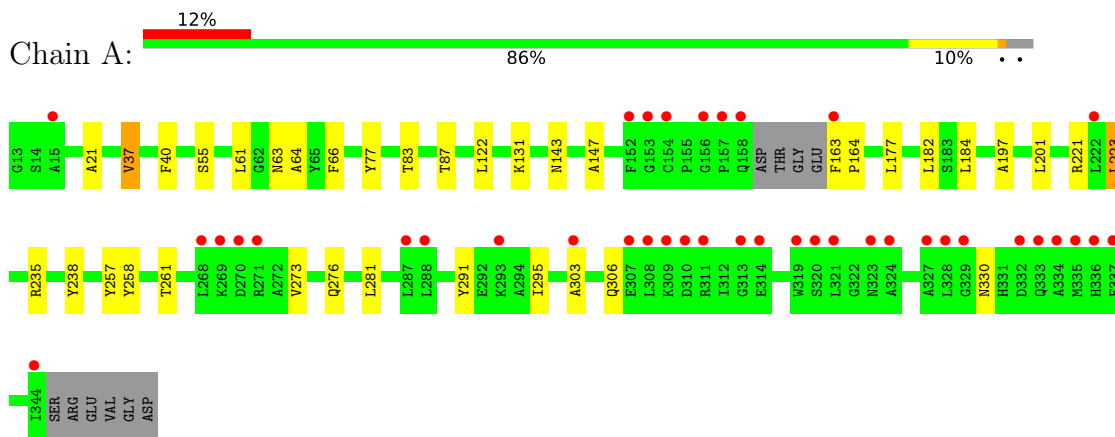 12%
Chain A:
86% 10% • •
G13 S14 A15 A21 V37 F40 S55 L61 G62 N63 A64 Y65 F66 Y77 T83 T87 L122 K131 N143 A147 F152 G153 C154 P155 G156 P157 Q158 ASP THR GLY GLU F163 P164 L177 L182 S183 L184 A197 L201 R221 L222 L223
R235 Y238 Y257 Y258 T261 L268 K269 D270 R271 A272 V273 Q276 L281 L287 L288 Y291 E292 K293 A294 I295 A303 Q306 E307 L308 K309 D310 R311 I312 G313 E314 W319 S320 L321 G322 N323 A324 A327 L328 G329 N330 H331 D332 Q333 A334 M335 H336
I344 SER ARG GLU VAL GLY ASP